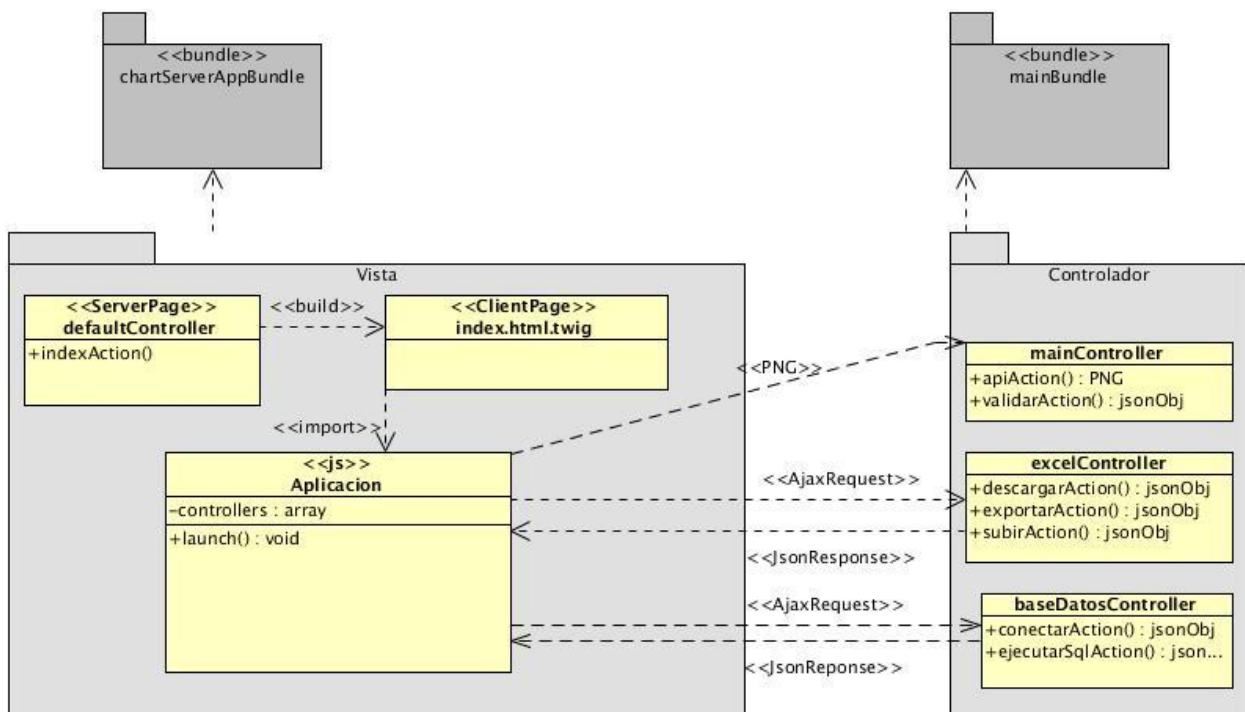 <<bundle>>
chartServerAppBundle
<<bundle>>
mainBundle
Vista
<<ServerPage>>
defaultController
+indexAction()
<<build>>
<<ClientPage>>
index.html.twig
<<import>>
<<js>>
Aplicacion
-controllers : array
+launch() : void
<<PNG>>
<<AjaxRequest>>
<<JsonResponse>>
<<AjaxRequest>>
<<JsonReponse>>
Controlador
mainController
+apiAction() : PNG
+validarAction() : jsonObj
excelController
+descargarAction() : jsonObj
+exportarAction() : jsonObj
+subirAction() : jsonObj
baseDatosController
+conectarAction() : jsonObj
+ejecutarSqlAction() : json...